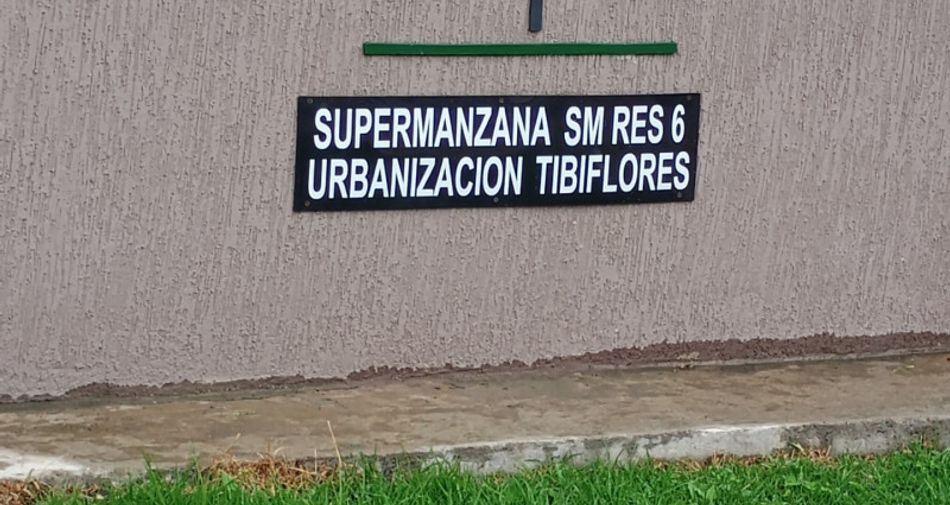 SUPERMANZANA SM RES 6
URBANIZACION TIBIFLORES